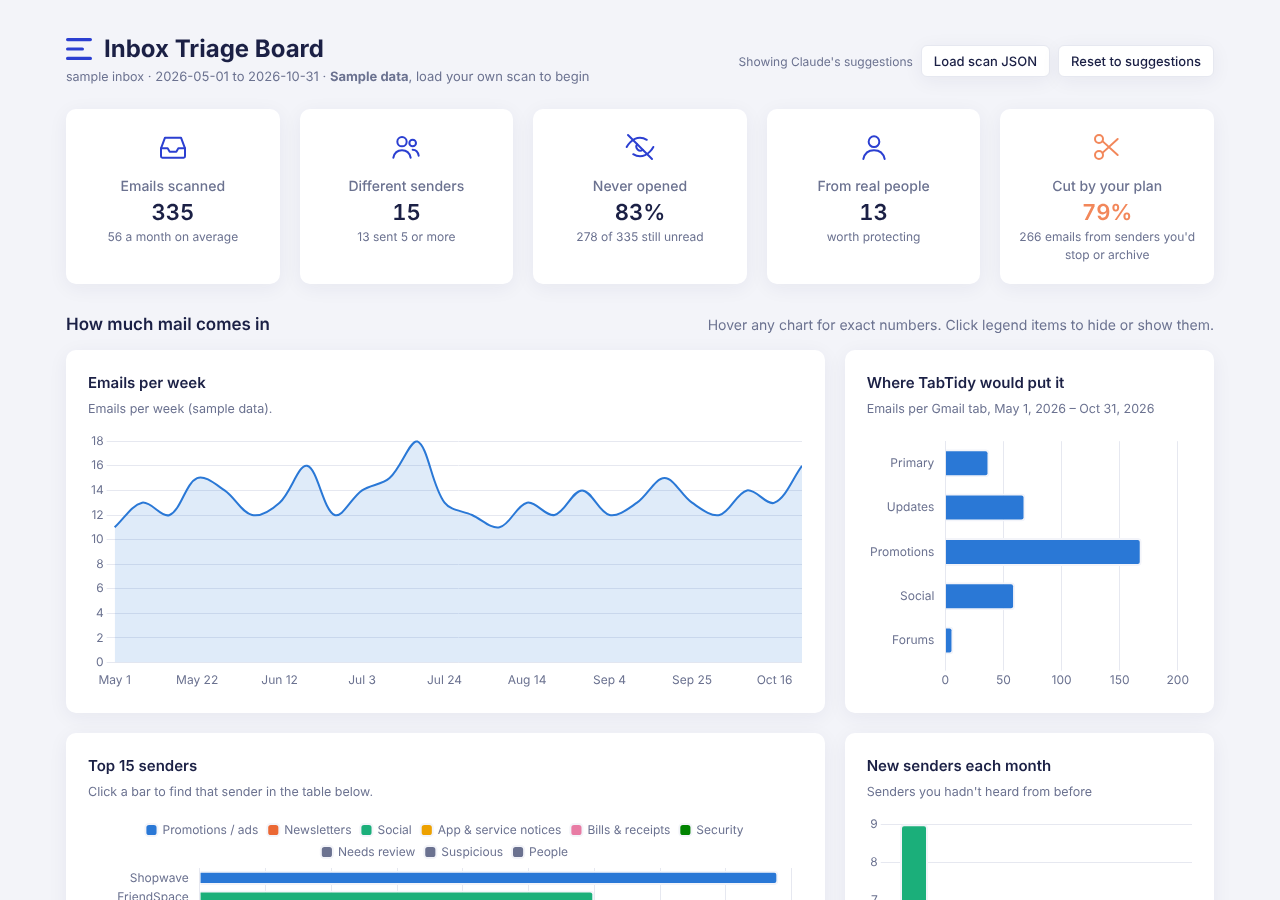 Inbox Triage Board
sample inbox · 2026-05-01 to 2026-10-31 · Sample data, load your own scan to begin
Showing Claude's suggestions
Load scan JSON
Reset to suggestions
Emails scanned
335
56 a month on average
Different senders
15
13 sent 5 or more
Never opened
83%
278 of 335 still unread
From real people
13
worth protecting
Cut by your plan
79%
266 emails from senders you'd
stop or archive
How much mail comes in
Hover any chart for exact numbers. Click legend items to hide or show them.
Emails per week
Emails per week (sample data).
18
16
14
12
10
8
6
4
2
0
May 1 May 22 Jun 12 Jul 3 Jul 24 Aug 14 Sep 4 Sep 25 Oct 16
Where TabTidy would put it
Emails per Gmail tab, May 1, 2026 – Oct 31, 2026
Primary
Updates
Promotions
Social
Forums
0 50 100 150 200
Top 15 senders
Click a bar to find that sender in the table below.
Promotions / ads Newsletters Social App & service notices Bills & receipts Security
Needs review Suspicious People
Shopwave
FriendSpace
New senders each month
Senders you hadn't heard from before
9
8
7